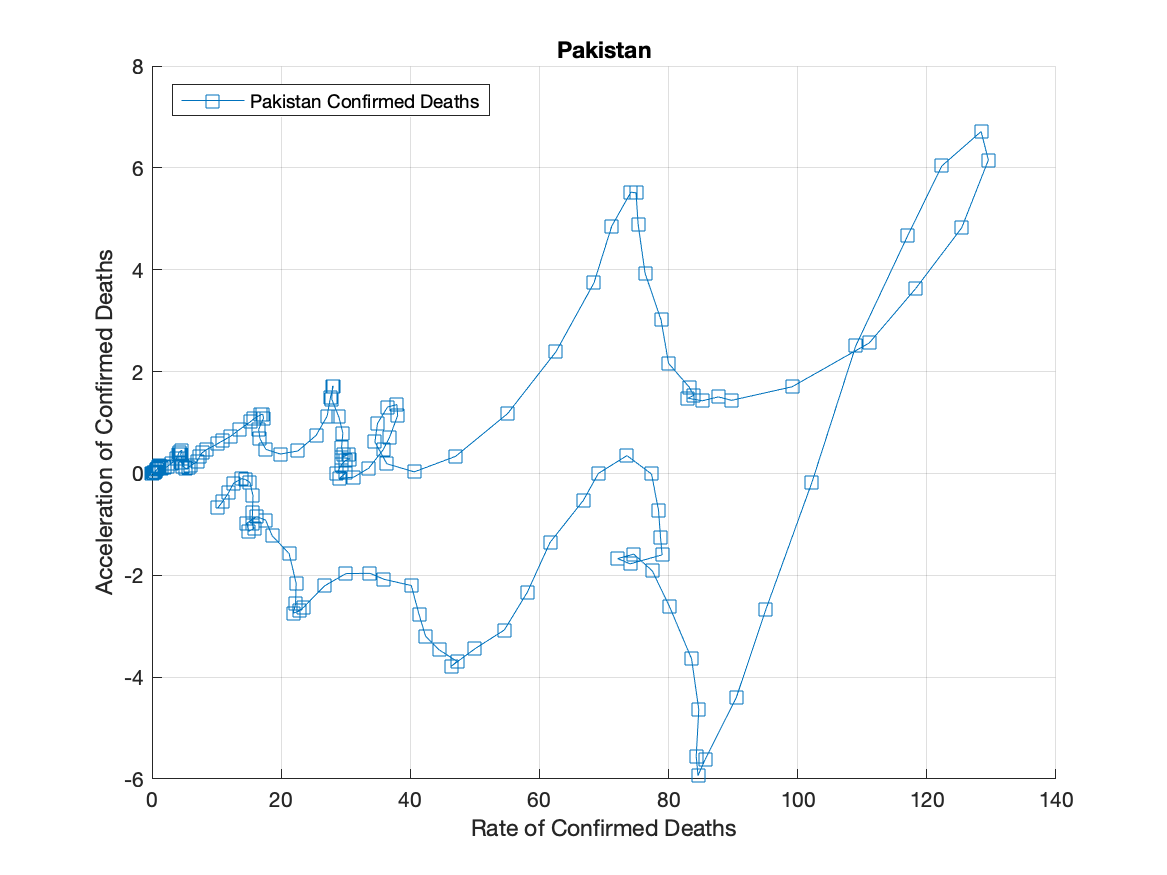 Pakistan
8
Pakistan Confirmed Deaths
6
4
2
0
-2
-4
-6
Acceleration of Confirmed Deaths
0 20 40 60 80 100 120 140
Rate of Confirmed Deaths